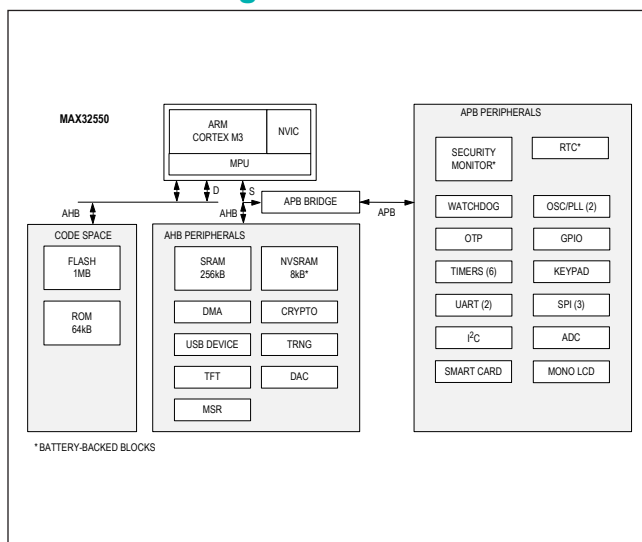 MAX32550
ARM
CORTEX M3
NVIC
MPU
D
S
AHB
AHB
APB BRIDGE
APB
CODE SPACE
FLASH
1MB
ROM
64kB
AHB PERIPHERALS
SRAM
256kB
NVSRAM
8kB*
DMA
CRYPTO
USB DEVICE
TRNG
TFT
DAC
MSR
APB PERIPHERALS
SECURITY
MONITOR*
RTC*
WATCHDOG
OSC/PLL (2)
OTP
GPIO
TIMERS (6)
KEYPAD
UART (2)
SPI (3)
I2C
ADC
SMART CARD
MONO LCD
* BATTERY-BACKED BLOCKS